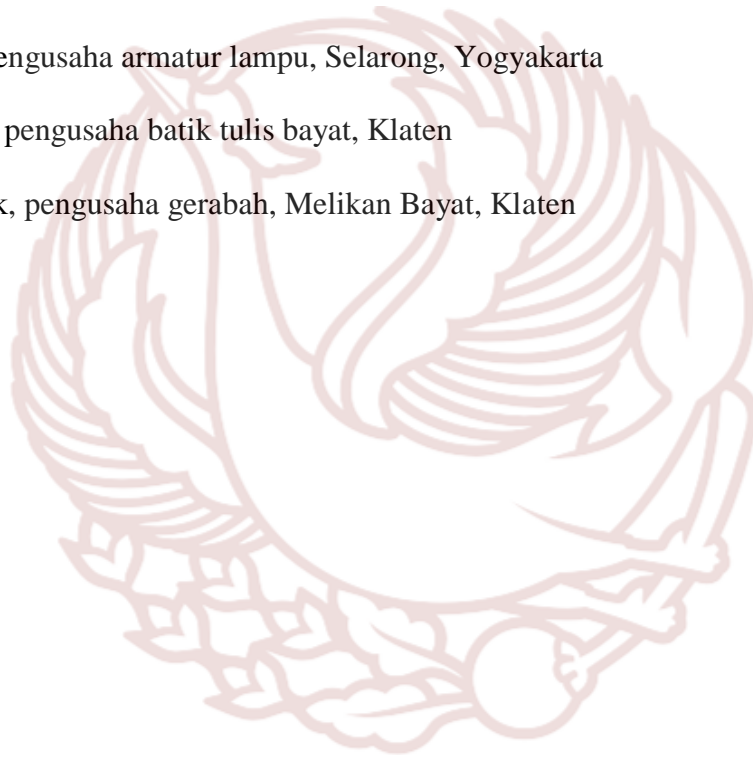 engusaha armatur lampu, Selarong, Yogyakarta
pengusaha batik tulis bayat, Klaten
k, pengusaha gerabah, Melikan Bayat, Klaten